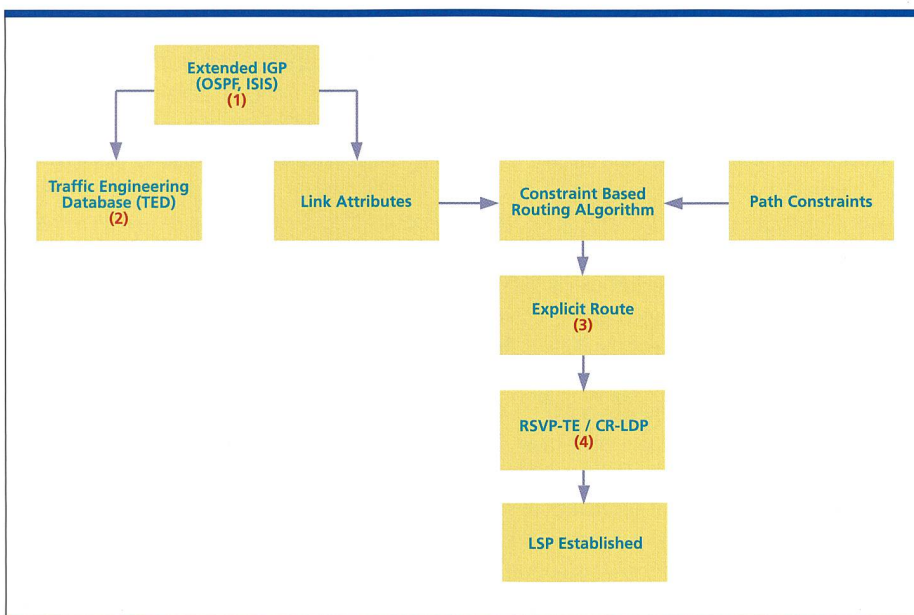 Extended IGP
(OSPF, ISIS)
(1)
Traffic Engineering
Database (TED)
(2)
Link Attributes
Constraint Based
Routing ALgorithm
Path Constraints
Explicit Route
(3)
RSVP-TE / CR-LDP
(4)
LSP Established